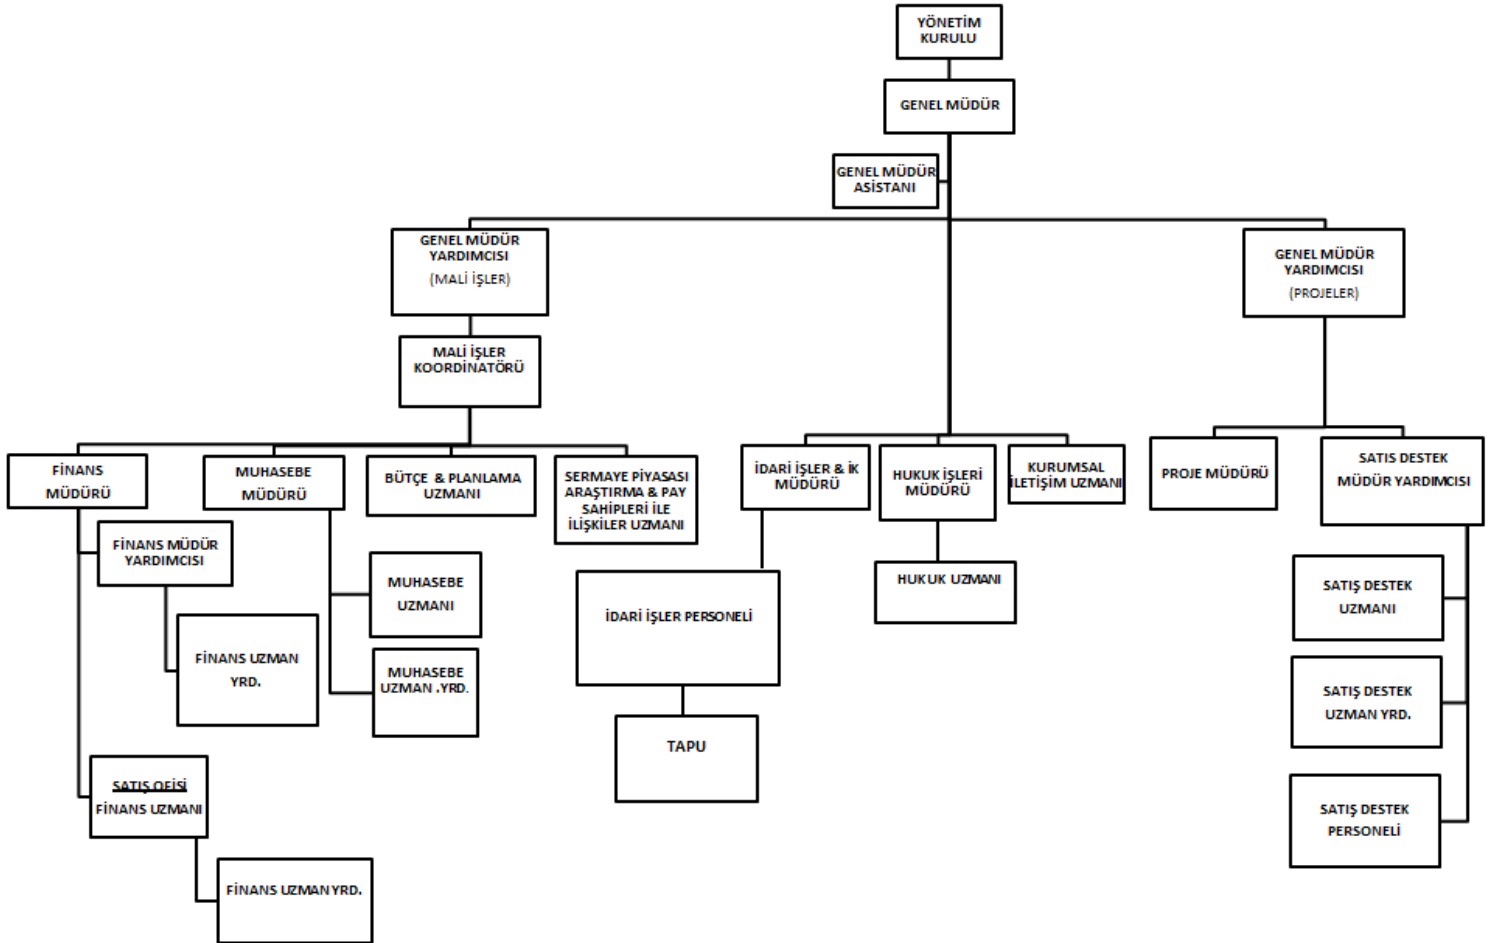 YÖNETİM
KURULU
GENEL MÜDÜR
GENEL MÜDÜR
ASİSTANI
GENEL MÜDÜR
YARDIMCISI
(MALİ İŞLER)
GENEL MÜDÜR
YARDIMCISI
(PROJELER)
MALİ İŞLER
KOORDİNATÖRÜ
FİNANS
MÜDÜRÜ
MUHASEBE
MÜDÜRÜ
BÜTÇE & PLANLAMA
UZMANI
SERMAYE PİYASASI
ARAŞTIRMA & PAY
SAHİPLERİ İLE
İLİŞKİLER UZMANI
İDARİ İŞLER & İK
MÜDÜRÜ
HUKUK İŞLERİ
MÜDÜRÜ
KURUMSAL
İLETİŞİM UZMANI
PROJE MÜDÜRÜ
SATIS DESTEK
MÜDÜR YARDIMCISI
FİNANS MÜDÜR
YARDIMCISI
MUHASEBE
UZMANI
İDARİ İŞLER PERSONELİ
HUKUK UZMANI
SATIŞ DESTEK
UZMANI
FİNANS UZMAN
YRD.
MUHASEBE
UZMAN .YRD.
SATIŞ DESTEK
UZMAN YRD.
TAPU
SATIŞ OFİSİ
FİNANS UZMANI
SATIŞ DESTEK
PERSONELİ
FİNANS UZMAN YRD.